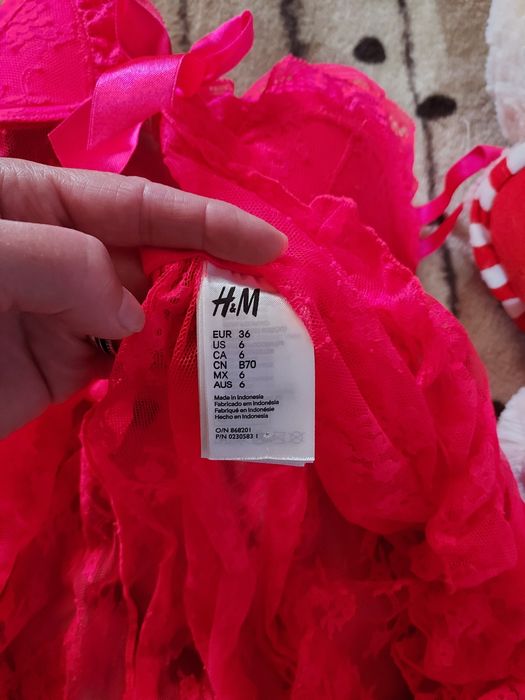 H&M
EUR 36
US 6
CA 6
CN B70
MX 6
AUS 6
Made in Indonesia
Fabricado em Indonésia
Fabriqué en Indonésie
Hecho en Indonesia
O/N 868201
P/N 0230583 1